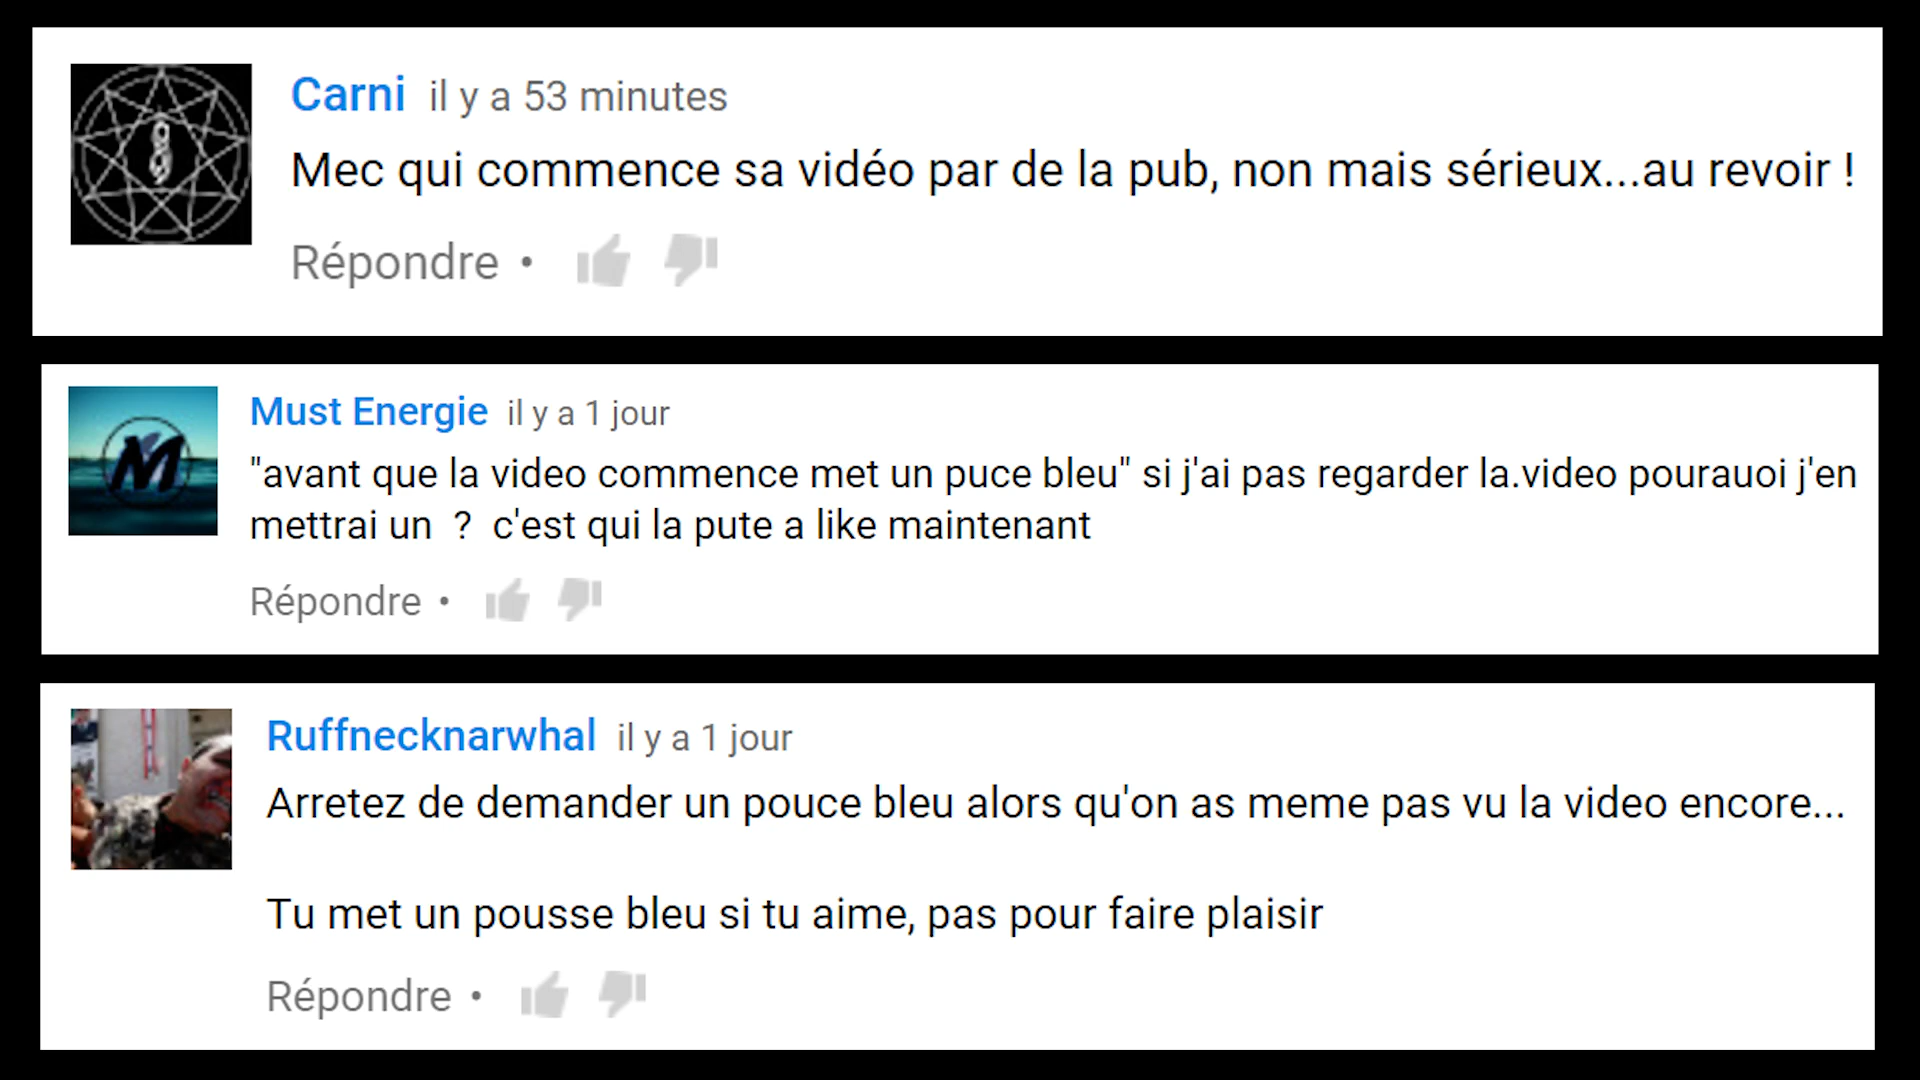 Carni il y a 53 minutes
Mec qui commence sa vidéo par de la pub, non mais sérieux...au revoir !
Répondre •
Must Energie il y a 1 jour
"avant que la video commence met un puce bleu" si j'ai pas regarder la.video pourauoi j'en
mettrai un  ?  c'est qui la pute a like maintenant
Répondre •
Ruffnecknarwhal il y a 1 jour
Arretez de demander un pouce bleu alors qu'on as meme pas vu la video encore...
Tu met un pousse bleu si tu aime, pas pour faire plaisir
Répondre •